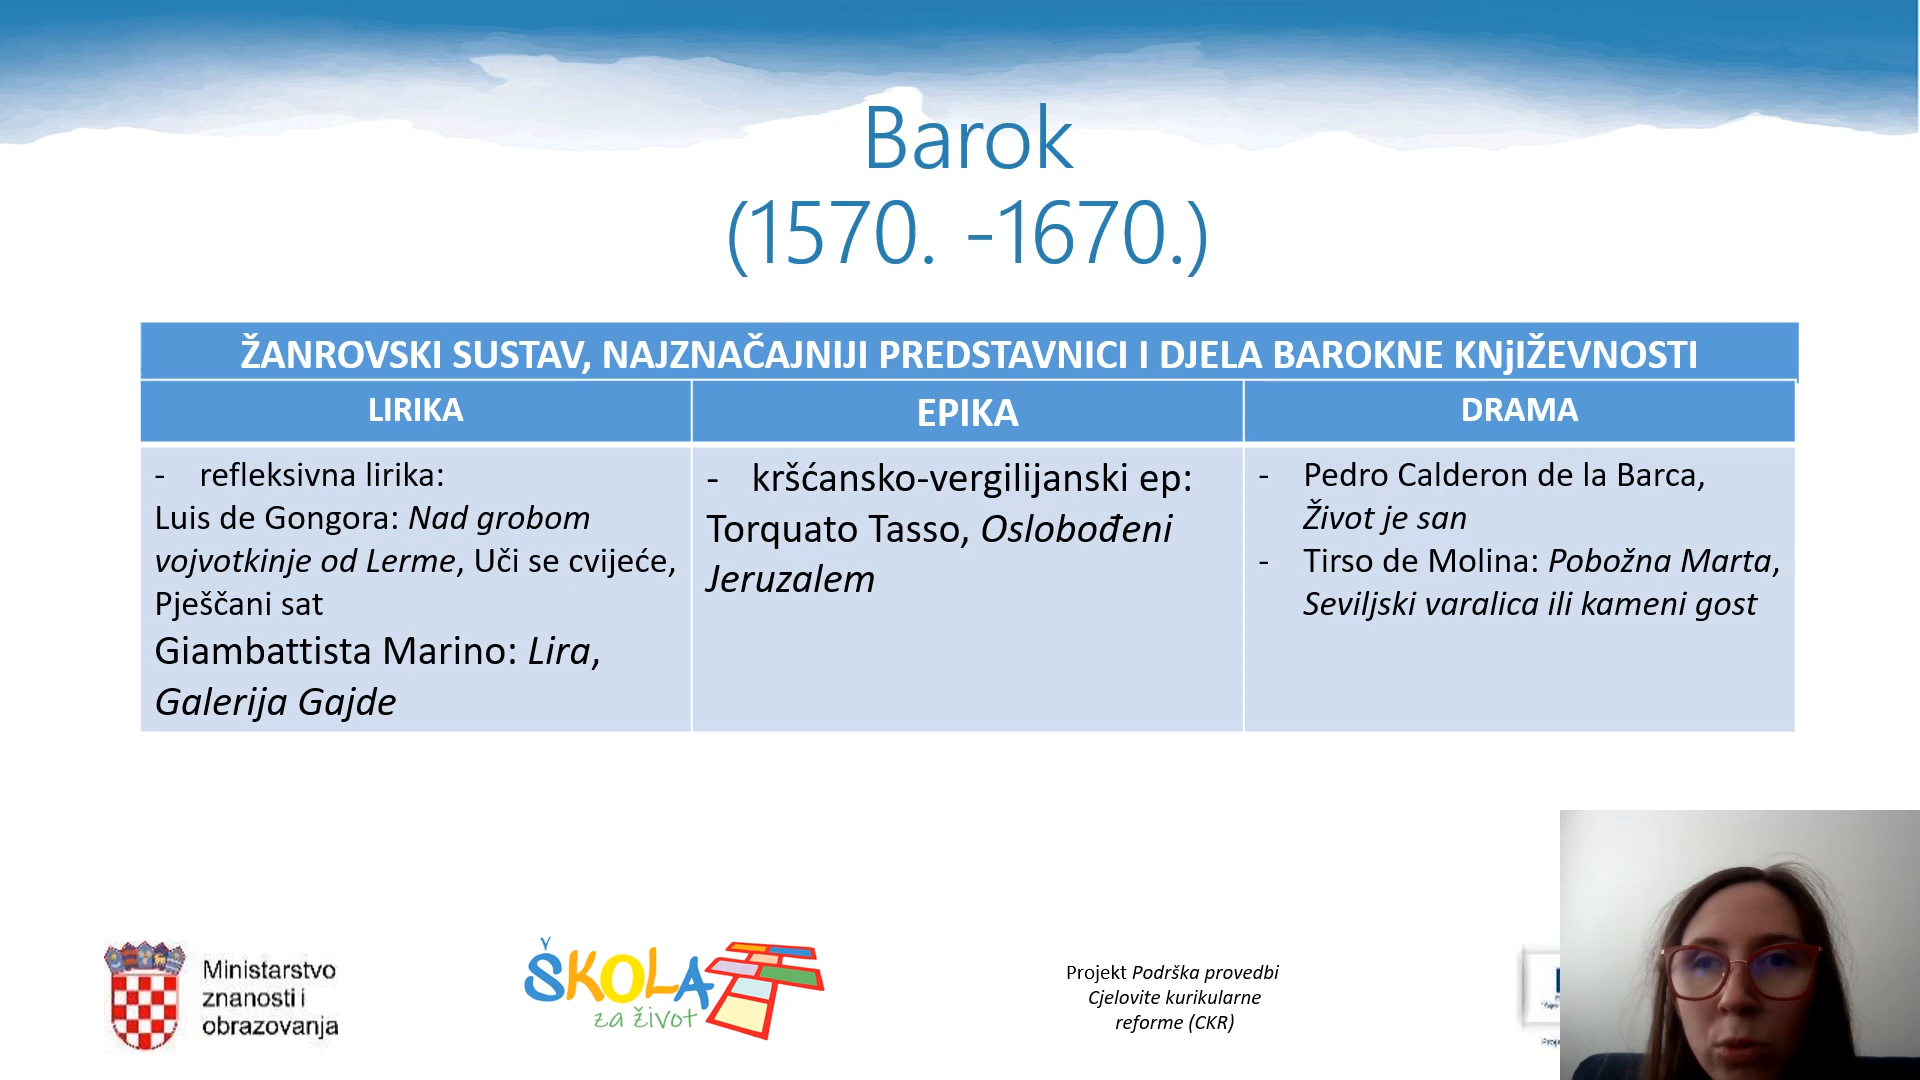 Barok
(1570. -1670.)
ŽANROVSKI SUSTAV, NAJZNAČAJNIJI PREDSTAVNICI I DJELA BAROKNE KNjIŽEVNOSTI
LIRIKA
EPIKA
DRAMA
- refleksivna lirika:
Luis de Gongora: Nad grobom
vojvotkinje od Lerme, Uči se cvijeće,
Pješčani sat
Giambattista Marino: Lira,
Galerija Gajde
- kršćansko-vergilijanski ep:
Torquato Tasso, Oslobođeni
Jeruzalem
- Pedro Calderon de la Barca,
Život je san
- Tirso de Molina: Pobožna Marta,
Seviljski varalica ili kameni gost
Ministarstvo
znanosti i
obrazovanja
ŠKOLA
za život
Projekt Podrška provedbi
Cjelovite kurikularne
reforme (CKR)